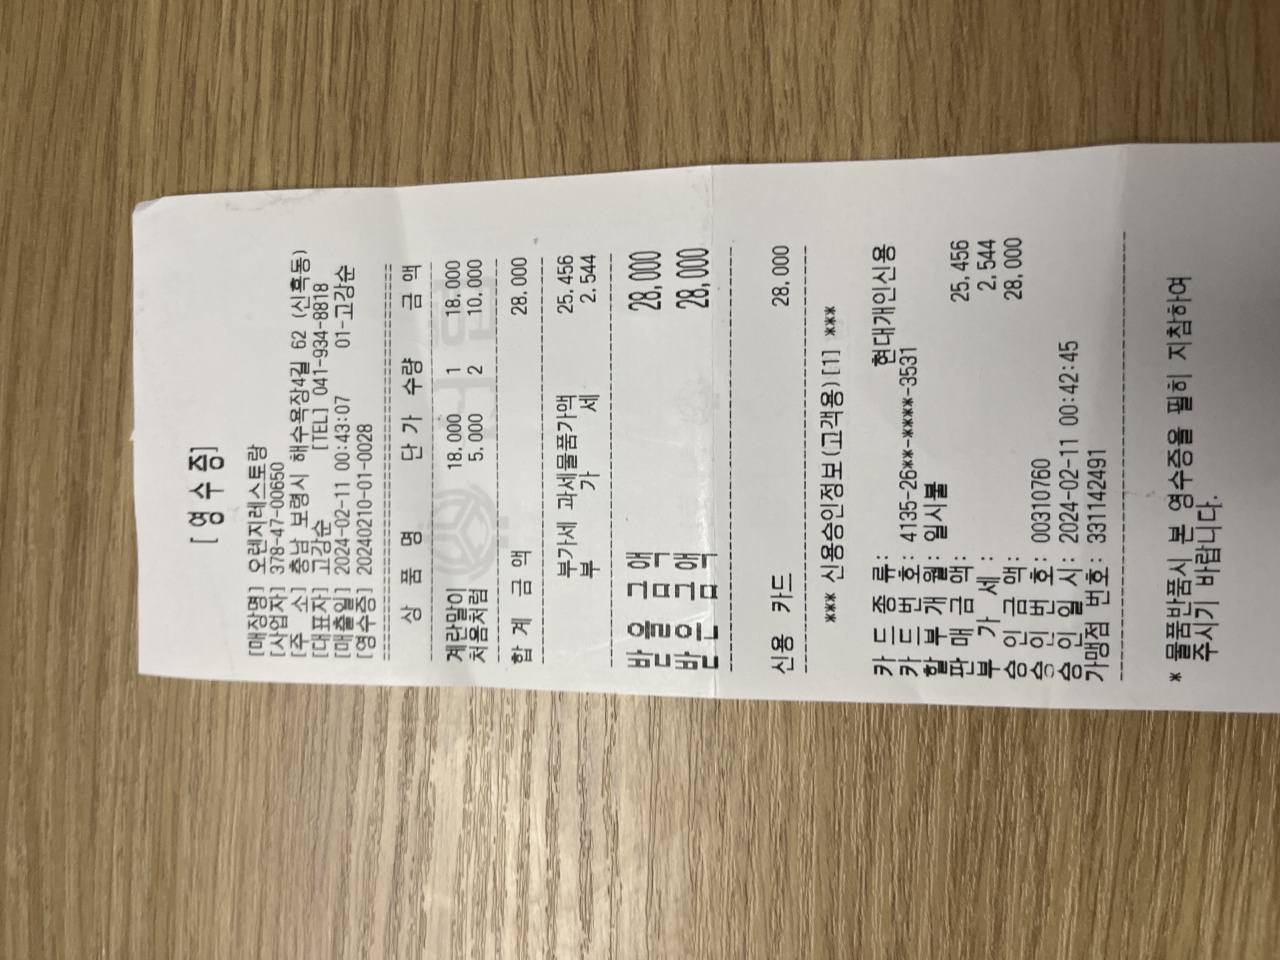 [영 수 증]
[매장명] 오렌지레스토랑
[사업자] 378-47-00650
[주 소] 충남 보령시 해수욕장4길 62 (신흑동)
[대표자] 고강순 [TEL] 041-934-8818
[매출일] 2024-02-11 00:43:07 01-고강순
[영수증] 20240210-01-0028
상 품 명 단 가 수량 금 액
계란말이 18.000 1 18.000
처음처럼 5.000 2 10.000
합 계 금 액 28.000
부가세 과세물품가액 25.456
부 가 세 2.544
받을금액 28,000
받은금액 28,000
신용 카드 28.000
*** 신용승인정보(고객용)[1] ***
카 드 종 류: 현대개인신용
카 드 번 호: 4135-26**-****-3531
할 부 개 월: 일시불
판 매 금 액: 25.456
부 가 세: 2.544
승 인 금 액: 28.000
승 인 번 호: 00310760
승 인 일 시: 2024-02-11 00:42:45
가맹점 번호: 331142491
* 물품반품시 본 영수증을 필히 지참하여
주시기 바랍니다.